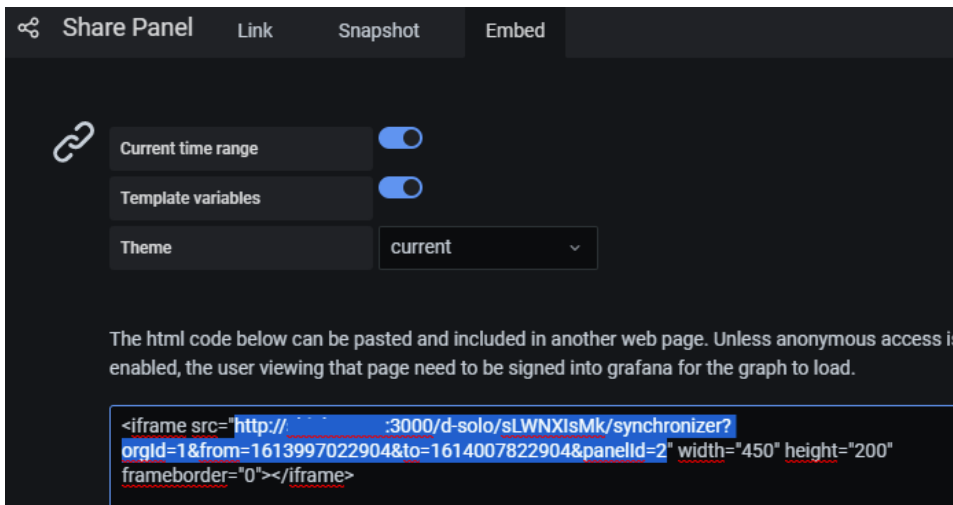 Share Panel Link Snapshot Embed
Current time range
Template variables
Theme current
The html code below can be pasted and included in another web page. Unless anonymous access is
enabled, the user viewing that page need to be signed into grafana for the graph to load.
<iframe src="http:// :3000/d-solo/sLWNXIsMk/synchronizer?
orgId=1&from=1613997022904&to=1614007822904&panelId=2" width="450" height="200"
frameborder="0"></iframe>